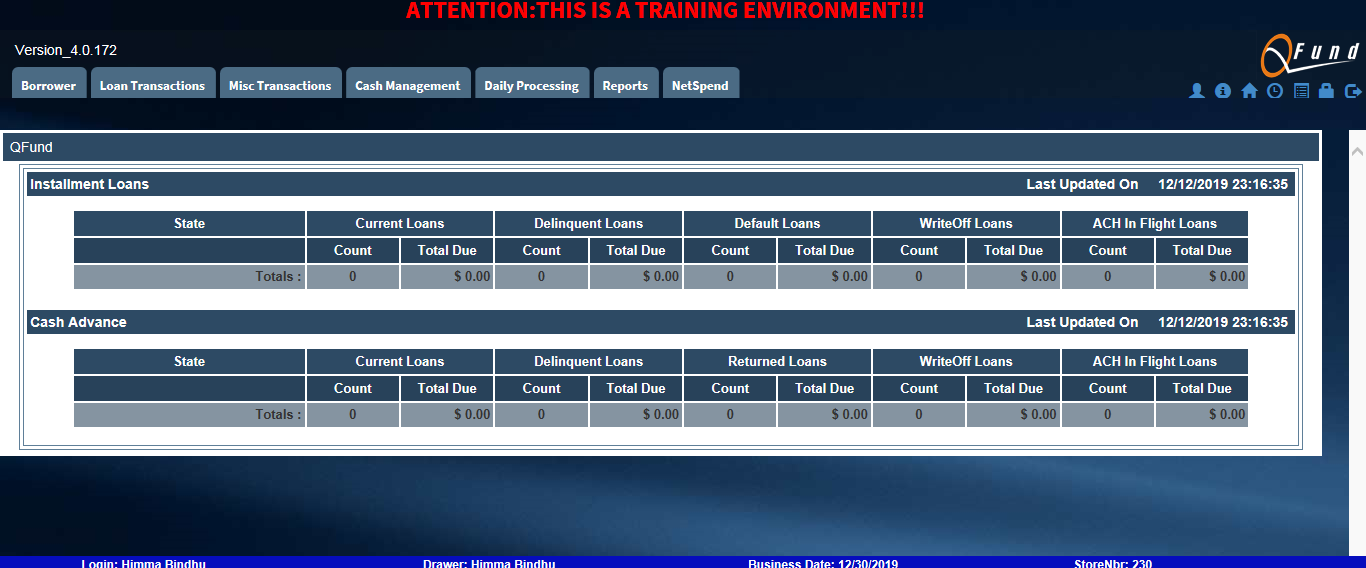 ATTENTION:THIS IS A TRAINING ENVIRONMENT!!!
Version_4.0.172
QFund
Borrower Loan Transactions Misc Transactions Cash Management Daily Processing Reports NetSpend
QFund
Installment Loans Last Updated On 12/12/2019 23:16:35
State Current Loans Delinquent Loans Default Loans WriteOff Loans ACH In Flight Loans
Count Total Due Count Total Due Count Total Due Count Total Due Count Total Due
Totals : 0 $ 0.00 0 $ 0.00 0 $ 0.00 0 $ 0.00 0 $ 0.00
Cash Advance Last Updated On 12/12/2019 23:16:35
State Current Loans Delinquent Loans Returned Loans WriteOff Loans ACH In Flight Loans
Count Total Due Count Total Due Count Total Due Count Total Due Count Total Due
Totals : 0 $ 0.00 0 $ 0.00 0 $ 0.00 0 $ 0.00 0 $ 0.00
Login: Himma Bindhu Drawer: Himma Bindhu Business Date: 12/30/2019 StoreNbr: 230